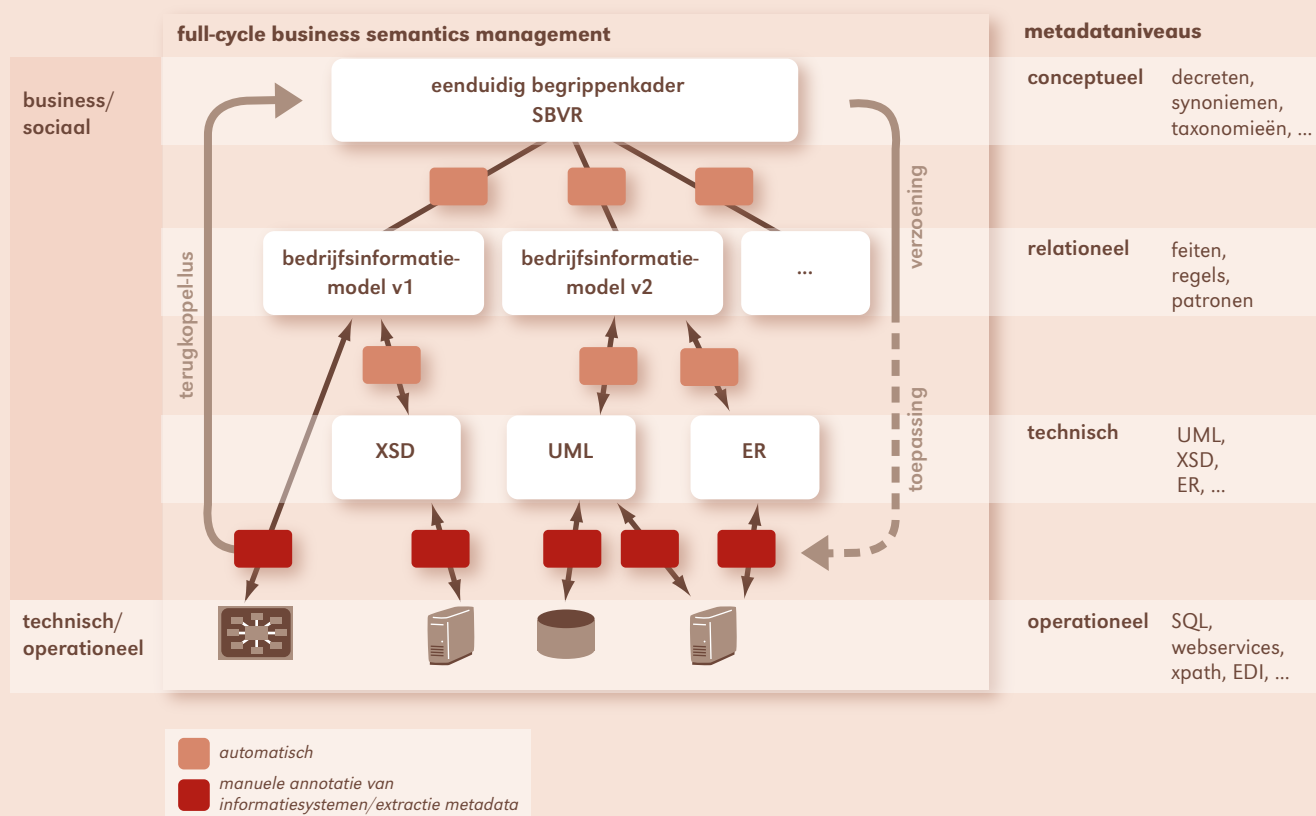 full-cycle business semantics management
metadataniveaus
business/
sociaal
eenduidig begrippenkader
SBVR
conceptueel
decreten,
synoniemen,
taxonomieën, ...
terugkoppel-lus
verzoening
bedrijfsinformatie-
model v1
bedrijfsinformatie-
model v2
...
relationeel
feiten,
regels,
patronen
toepassing
XSD
UML
ER
technisch
UML,
XSD,
ER, ...
technisch/
operationeel
operationeel
SQL,
webservices,
xpath, EDI, ...
automatisch
manuele annotatie van
informatiesystemen/extractie metadata